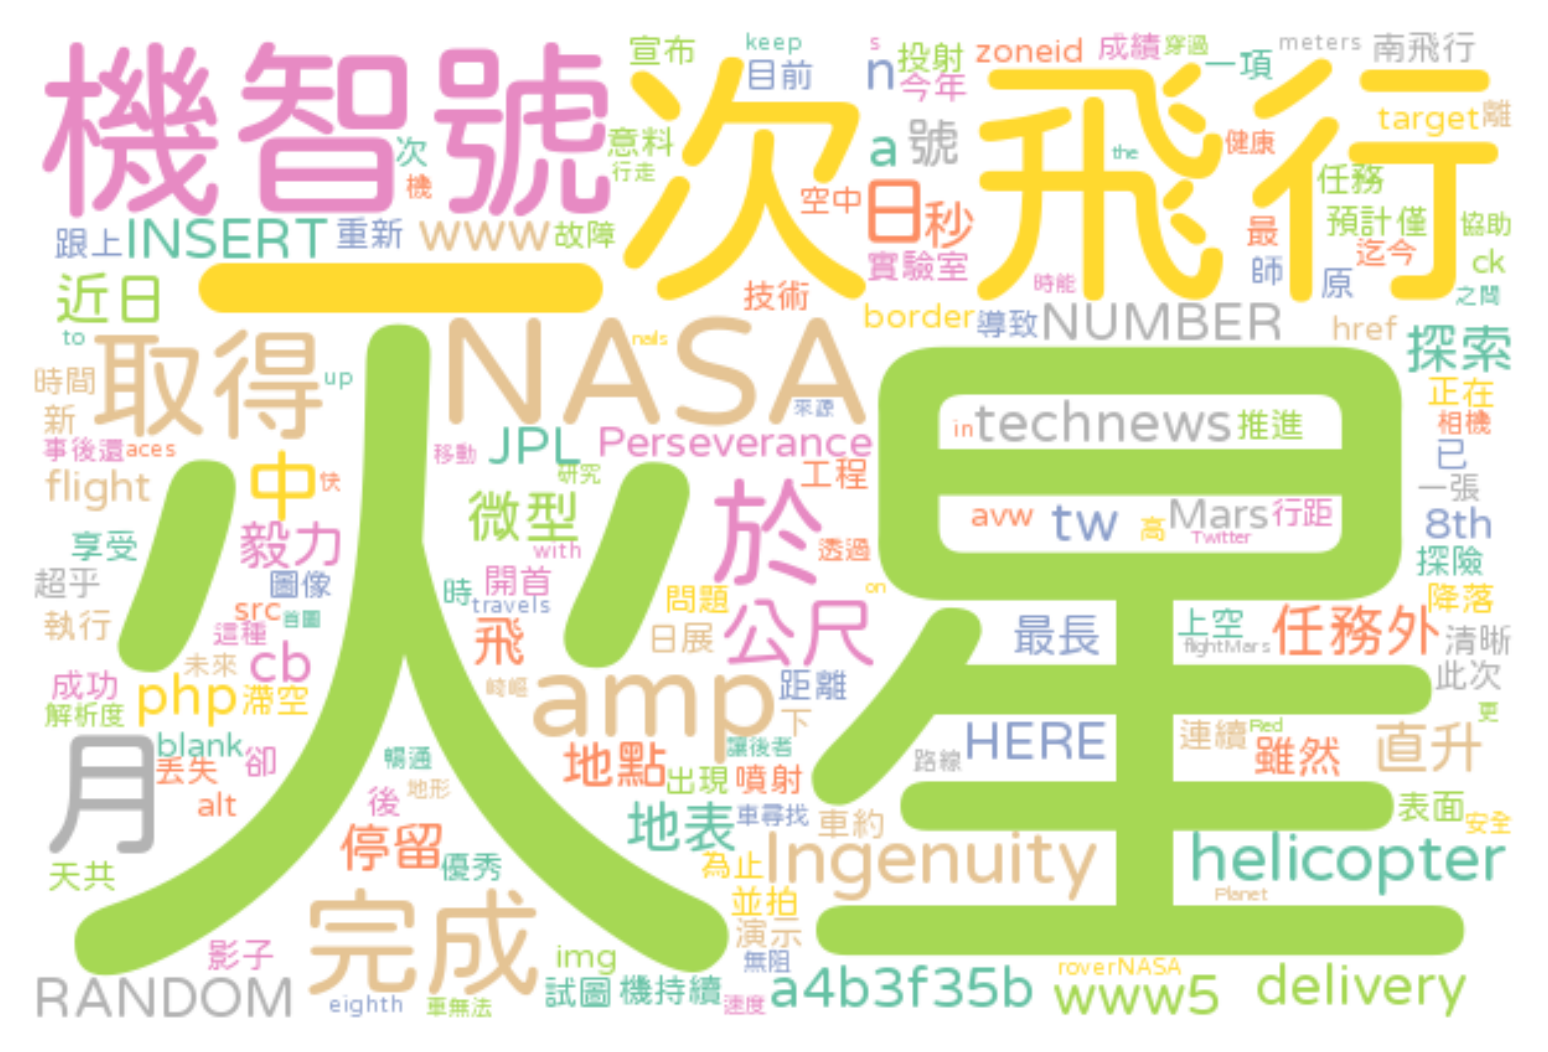 宣布 keep s 投射 zoneid 成績 穿過 一項 meters 南飛行
機智號 次飛行
目前 n 今年 target 離
次 意料 a 號 the 健康
機 行走 空中 日秒 任務
跟上 INSERT 重新 www 故障 實驗室 最 預計僅 協助
一 師 迄今 ck
近日 技術 時能 原 之間
to border 導致 NUMBER href 探索
取得 NASA nails
時間 up 來源 正在
新 in technews 推進 相機
事後還 aces 移動 JPL Perseverance 已
火星
flight 中 快 研究 工程 一張
微型 於 avw tw 高 Mars 行距 8th
享受 毅力 with 透過 Twitter 探險
超乎 圖像 時 開首 on
src 首圖 travels 問題 降落
執行 這種 飛 日展 公尺 最長 上空 任務外 清晰
未來 cb flightMars
成功 php 滯空 崎嶇 amp 距離 此次
解析度 下 更
月 blank 卻 暢通 讓後者 HERE 連續 Red 直升
丟失 地點 出現 噴射 路線 雖然
alt 後 地形 地表 車尋找 車約 表面
停留 安全
天共 優秀 為止 Ingenuity helicopter
完成 並拍 Planet
影子 img 演示
無阻 roverNASA
RANDOM eighth 車無法 試圖 機持續 速度 a4b3f35b www5 delivery